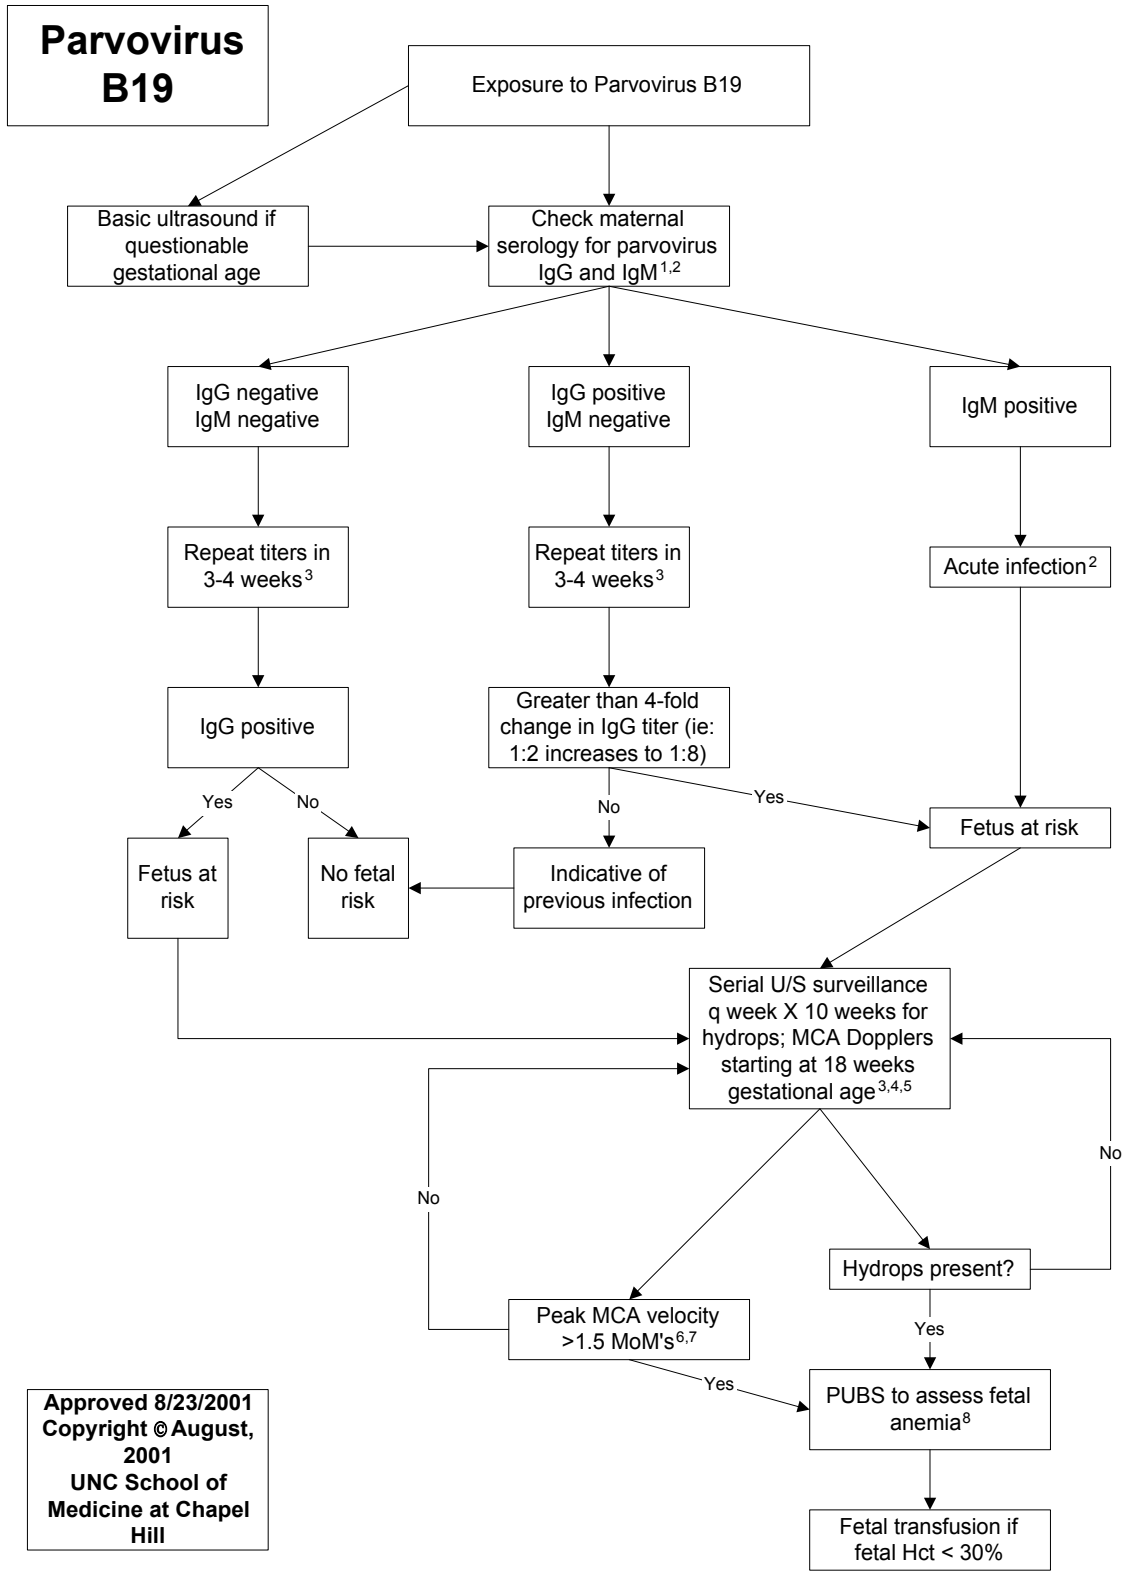 Parvovirus
B19
Exposure to Parvovirus B19
Basic ultrasound if
questionable
gestational age
Check maternal
serology for parvovirus
IgG and IgM1,2
IgG negative
IgM negative
IgG positive
IgM negative
IgM positive
Repeat titers in
3-4 weeks3
Repeat titers in
3-4 weeks3
Acute infection2
IgG positive
Greater than 4-fold
change in IgG titer (ie:
1:2 increases to 1:8)
Yes
No
No
Yes
Fetus at risk
Fetus at
risk
No fetal
risk
Indicative of
previous infection
Serial U/S surveillance
q week X 10 weeks for
hydrops; MCA Dopplers
starting at 18 weeks
gestational age3,4,5
No
No
Hydrops present?
Peak MCA velocity
>1.5 MoM's6,7
Yes
Yes
PUBS to assess fetal
anemia8
Fetal transfusion if
fetal Hct < 30%
Approved 8/23/2001
Copyright © August,
2001
UNC School of
Medicine at Chapel
Hill